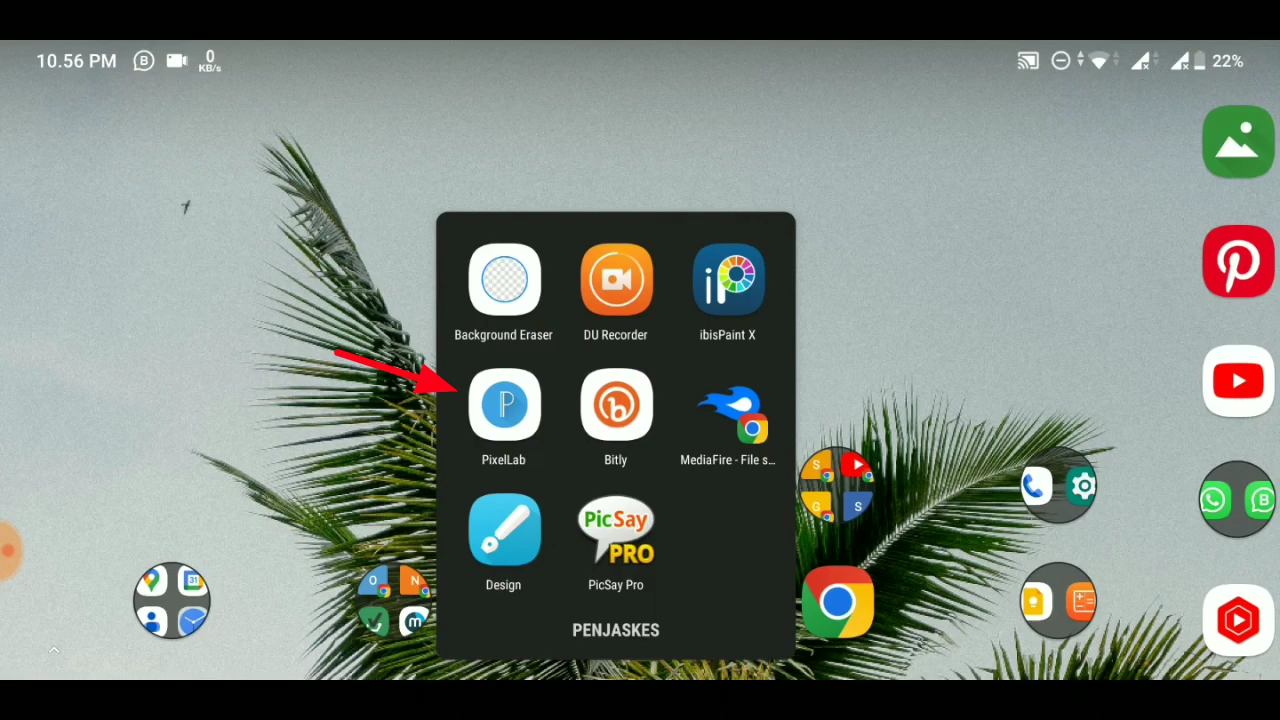 10.56 PM B 0 KB/s 22%
Background Eraser DU Recorder ibisPaint X
PixelLab Bitly MediaFire - File s...
PicSay
PRO
Design PicSay Pro
PENJASKES